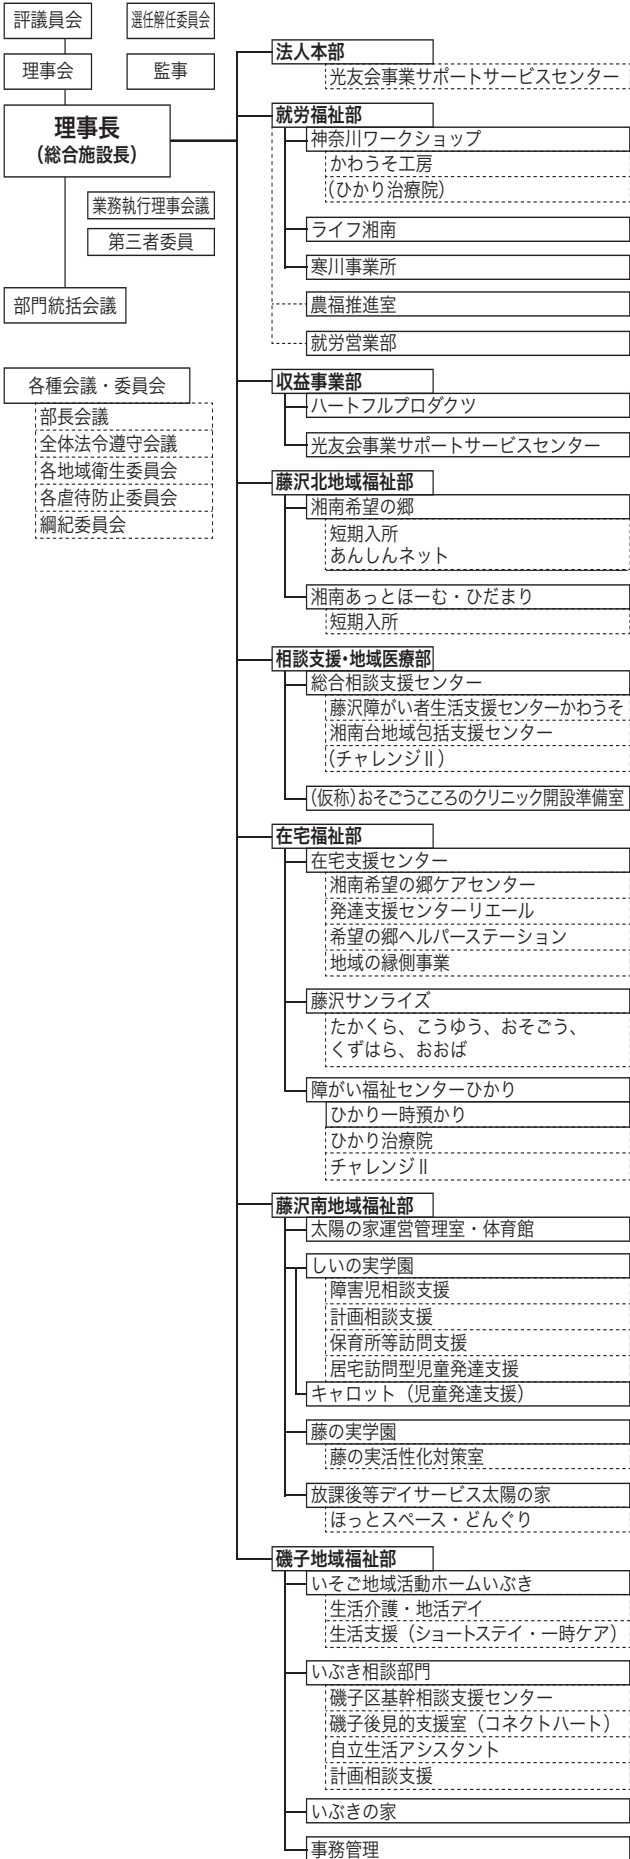 評議員会
選任解任委員会
理事会
監事
理事長
(総合施設長)
業務執行理事会議
第三者委員
部門統括会議
各種会議・委員会
部長会議
全体法令遵守会議
各地域衛生委員会
各虐待防止委員会
綱紀委員会
法人本部
光友会事業サポートサービスセンター
就労福祉部
神奈川ワークショップ
かわうそ工房
(ひかり治療院)
ライフ湘南
寒川事業所
農福推進室
就労営業部
収益事業部
ハートフルプロダクツ
光友会事業サポートサービスセンター
藤沢北地域福祉部
湘南希望の郷
短期入所
あんしんネット
湘南あっとほーむ・ひだまり
短期入所
相談支援・地域医療部
総合相談支援センター
藤沢障がい者生活支援センターかわうそ
湘南台地域包括支援センター
(チャレンジⅡ)
(仮称)おそごうこころのクリニック開設準備室
在宅福祉部
在宅支援センター
湘南希望の郷ケアセンター
発達支援センターリエール
希望の郷ヘルパーステーション
地域の縁側事業
藤沢サンライズ
たかくら、こうゆう、おそごう、
くずはら、おおば
障がい福祉センターひかり
ひかり一時預かり
ひかり治療院
チャレンジⅡ
藤沢南地域福祉部
太陽の家運営管理室・体育館
しいの実学園
障害児相談支援
計画相談支援
保育所等訪問支援
居宅訪問型児童発達支援
キャロット（児童発達支援）
藤の実学園
藤の実活性化対策室
放課後等デイサービス太陽の家
ほっとスペース・どんぐり
磯子地域福祉部
いそご地域活動ホームいぶき
生活介護・地活デイ
生活支援（ショートステイ・一時ケア）
いぶき相談部門
磯子区基幹相談支援センター
磯子後見的支援室（コネクトハート）
自立生活アシスタント
計画相談支援
いぶきの家
事務管理